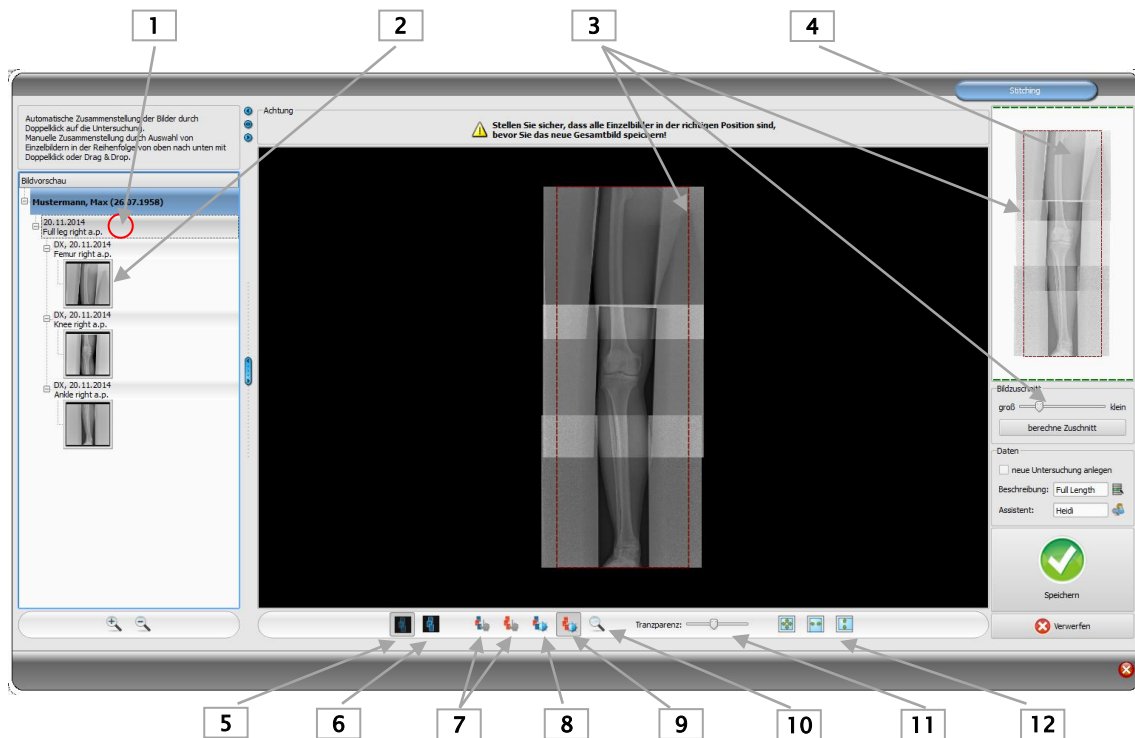 1
2
3
4
Stitching
Automatische Zusammenstellung der Bilder durch
Doppelklick auf die Untersuchung.
Manuelle Zusammenstellung durch Auswahl von
Einzelbildern in der Reihenfolge von oben nach unten mit
Doppelklick oder Drag & Drop.
Achtung
Stellen Sie sicher, dass alle Einzelbilder in der richtigen Position sind,
bevor Sie das neue Gesamtbild speichern!
Bildvorschau
Mustermann, Max (26.07.1958)
20.11.2014
Full leg right a.p.
DX, 20.11.2014
Femur right a.p.
DX, 20.11.2014
Knee right a.p.
DX, 20.11.2014
Ankle right a.p.
Bildzuschnitt
groß klein
berechne Zuschnitt
Daten
neue Untersuchung anlegen
Beschreibung: Full Length
Assistent: Heidi
Speichern
Verwerfen
Tranzparenz:
5
6
7
8
9
10
11
12